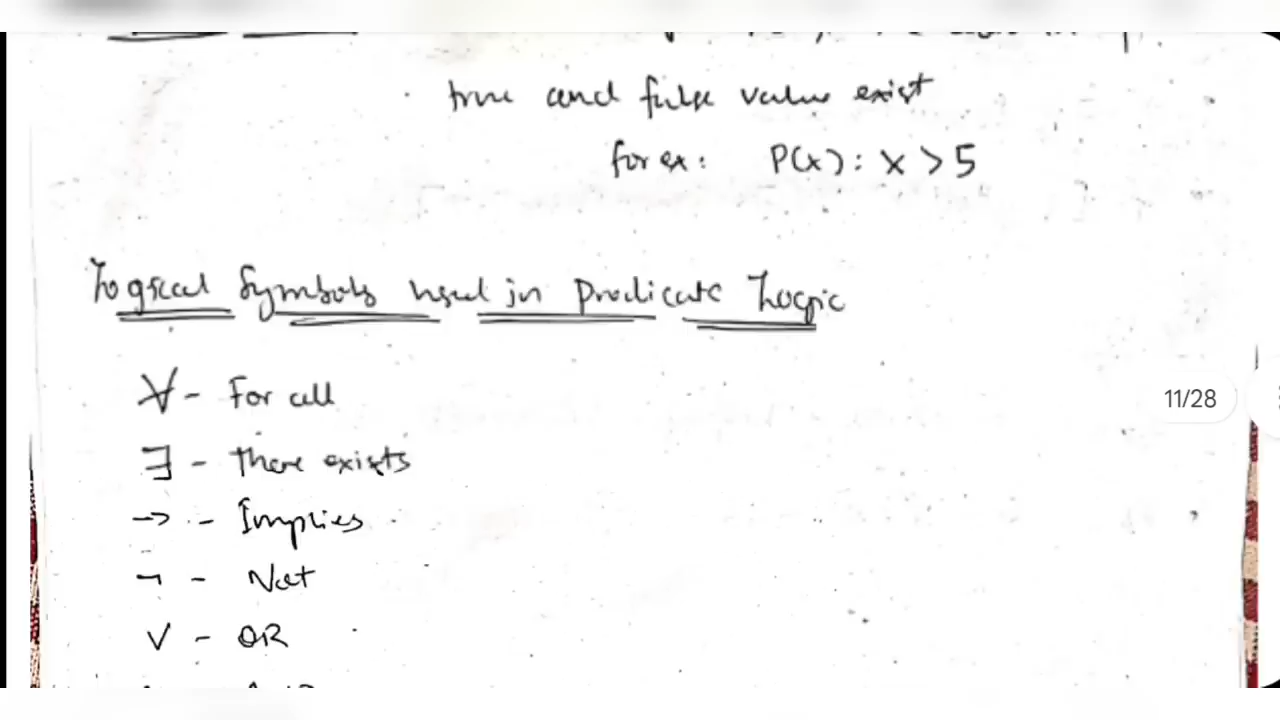 true and false value exist
for ex: P(x): x > 5
Logical Symbols used in Predicate Logic
∀ - For all
∃ - there exists
→ - Implies
11/28
¬ - Not
∨ - OR